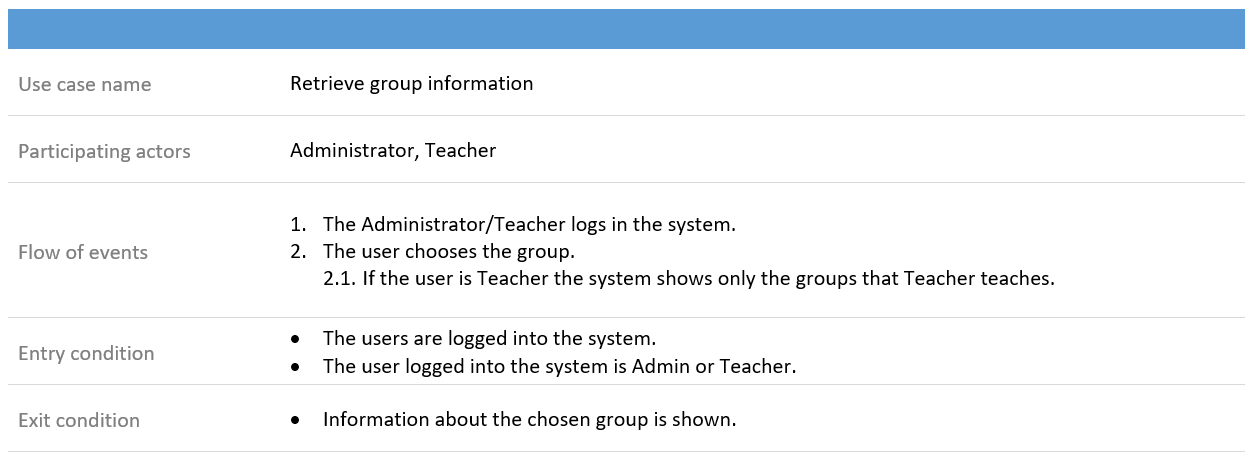 Use case name
Retrieve group information
Participating actors
Administrator, Teacher
Flow of events
1. The Administrator/Teacher logs in the system.
2. The user chooses the group.
2.1. If the user is Teacher the system shows only the groups that Teacher teaches.
Entry condition
• The users are logged into the system.
• The user logged into the system is Admin or Teacher.
Exit condition
• Information about the chosen group is shown.